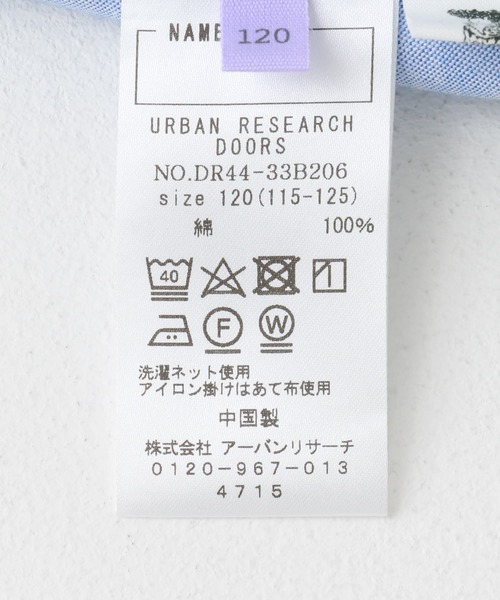 NAME
120
URBAN RESEARCH
DOORS
NO.DR44-33B206
size 120(115-125)
綿 100%
40
F W
洗濯ネット使用
アイロン掛けはあて布使用
中国製
株式会社 アーバンリサーチ
0120-967-013
4715